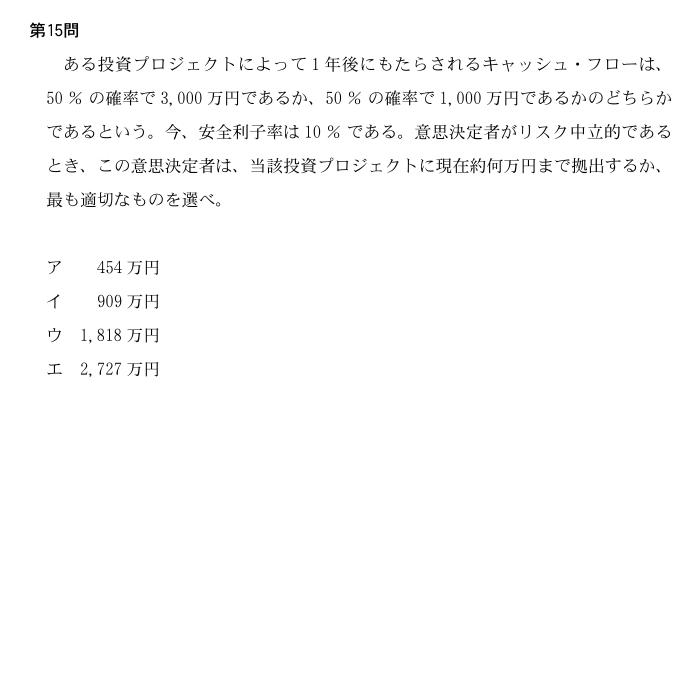 第15問
ある投資プロジェクトによって1年後にもたらされるキャッシュ・フローは、
50 % の確率で 3,000 万円であるか、50 % の確率で 1,000 万円であるかのどちらか
であるという。今、安全利子率は 10 % である。意思決定者がリスク中立的である
とき、この意思決定者は、当該投資プロジェクトに現在約何万円まで拠出するか、
最も適切なものを選べ。
ア 454 万円
イ 909 万円
ウ 1,818 万円
エ 2,727 万円